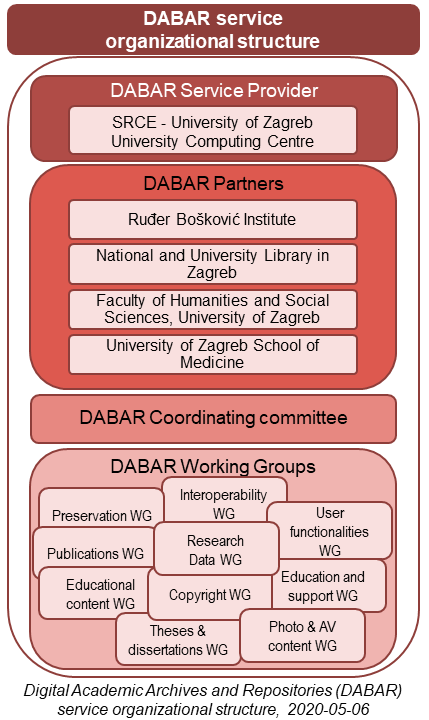 DABAR service
organizational structure
DABAR Service Provider
SRCE - University of Zagreb
University Computing Centre
DABAR Partners
Ruđer Bošković Institute
National and University Library in
Zagreb
Faculty of Humanities and Social
Sciences, University of Zagreb
University of Zagreb School of
Medicine
DABAR Coordinating committee
DABAR Working Groups
Interoperability
WG
Preservation WG
User
functionalities
WG
Research
Data WG
Publications WG
Educational
content WG
Copyright WG
Education and
support WG
Theses &
dissertations WG
Photo & AV
content WG
Digital Academic Archives and Repositories (DABAR)
service organizational structure, 2020-05-06